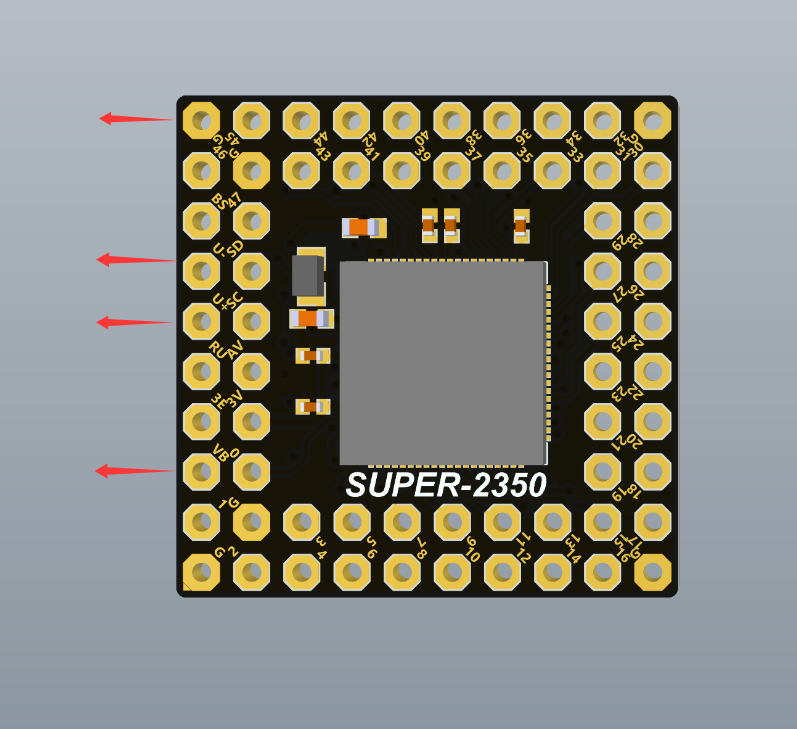 G 45 44 42 40 38 36 34 32 G
46 G 43 41 39 37 35 33 31 30
BS 47 28 29
U- SD 26 27
U+ SC 24 25
RU AV 22 23
3E 3V 20 21
VB 0 18 19
SUPER-2350
1 G 3 5 7 9 11 13 15 17
G 2 4 6 8 10 12 14 16 G